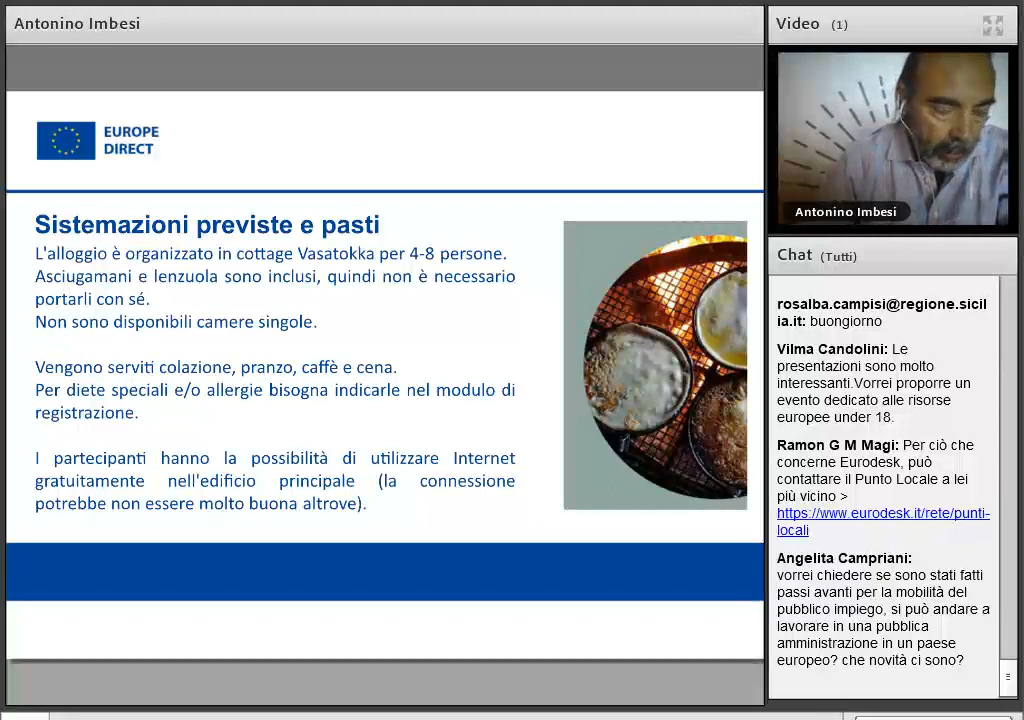 Antonino Imbesi
EUROPE
DIRECT
Sistemazioni previste e pasti
L'alloggio è organizzato in cottage Vasatokka per 4-8 persone.
Asciugamani e lenzuola sono inclusi, quindi non è necessario
portarli con sé.
Non sono disponibili camere singole.
Vengono serviti colazione, pranzo, caffè e cena.
Per diete speciali e/o allergie bisogna indicarle nel modulo di
registrazione.
I partecipanti hanno la possibilità di utilizzare Internet
gratuitamente nell'edificio principale (la connessione
potrebbe non essere molto buona altrove).
Video (1)
Antonino Imbesi
Chat (Tutti)
rosalba.campisi@regione.sicil
ia.it: buongiorno
Vilma Candolini: Le
presentazioni sono molto
interessanti.Vorrei proporre un
evento dedicato alle risorse
europee under 18.
Ramon G M Magi: Per ciò che
concerne Eurodesk, può
contattare il Punto Locale a lei
più vicino >
https://www.eurodesk.it/rete/punti-
locali
Angelita Campriani:
vorrei chiedere se sono stati fatti
passi avanti per la mobilità del
pubblico impiego, si può andare a
lavorare in una pubblica
amministrazione in un paese
europeo? che novità ci sono?